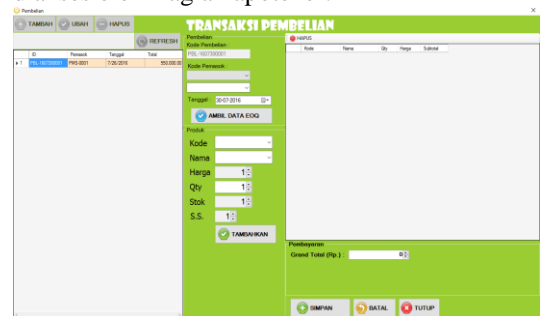 Pembelian
TAMBAH UBAH HAPUS
TRANSAKSI PEMBELIAN
REFRESH
ID Pemasok Tanggal Total
1 PBL-1607300001 PMS-0001 7/26/2016 550,000.00
Pembelian
Kode Pembelian :
PBL-1607300001
Kode Pemasok :
Tanggal 30-07-2016
AMBIL DATA EOQ
Produk
Kode
Nama
Harga 1
Qty 1
Stok 1
S.S. 1
TAMBAHKAN
HAPUS
Kode Nama Qty Harga Subtotal
Pembayaran
Grand Total (Rp.) : 0
SIMPAN BATAL TUTUP